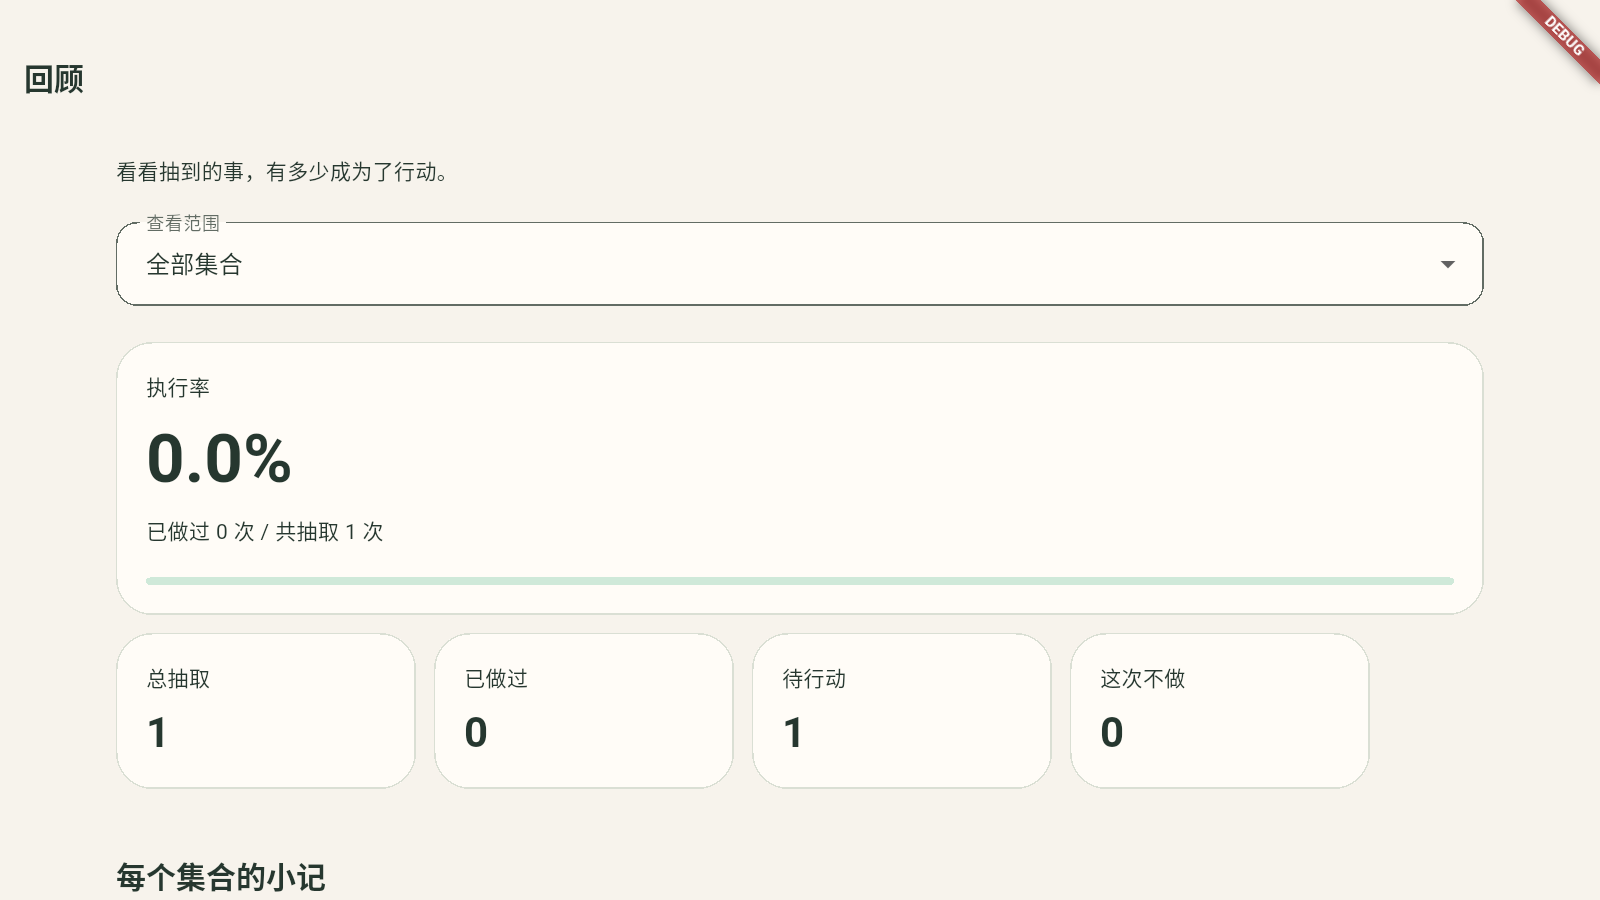 DEBUG
回顾
看看抽到的事，有多少成为了行动。
查看范围
全部集合
执行率
0.0%
已做过 0 次 / 共抽取 1 次
总抽取
1
已做过
0
待行动
1
这次不做
0
每个集合的小记